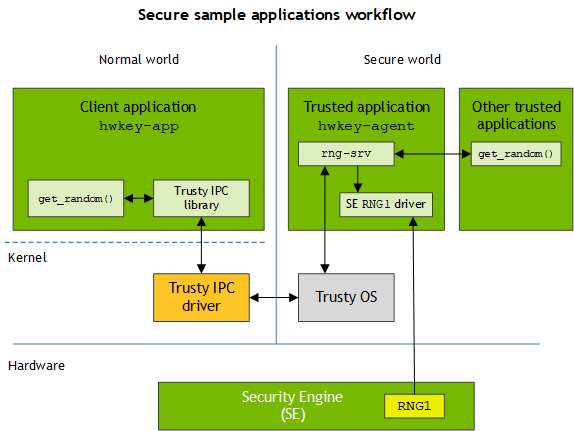 Secure sample applications workflow
Normal world
Secure world
Client application
hwkey-app
Trusted application
hwkey-agent
Other trusted
applications
rng-srv
get_random()
get_random()
Trusty IPC
library
SE RNG1 driver
Kernel
Trusty IPC
driver
Trusty OS
Hardware
Security Engine
(SE)
RNG1